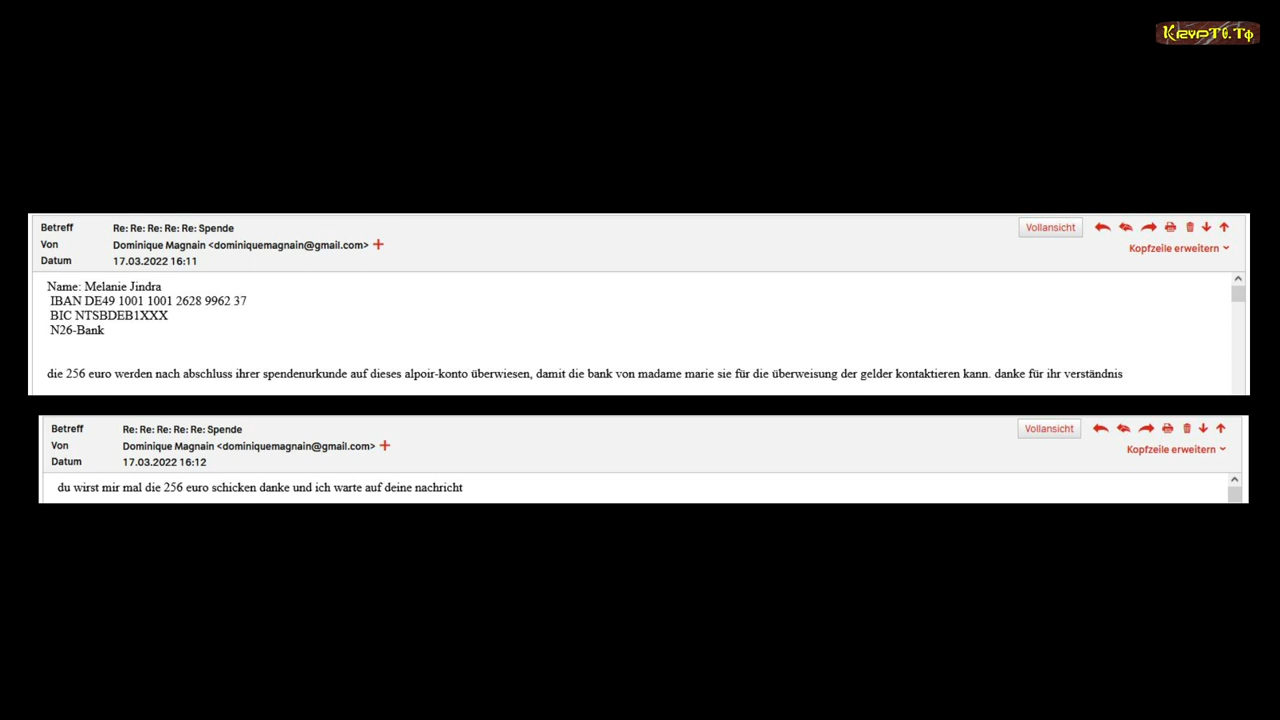 KrypT0.Tφ
Betreff Re: Re: Re: Re: Re: Spende Vollansicht
Von Dominique Magnain <dominiquemagnain@gmail.com> + Kopfzeile erweitern
Datum 17.03.2022 16:11
Name: Melanie Jindra
IBAN DE49 1001 1001 2628 9962 37
BIC NTSBDEB1XXX
N26-Bank
die 256 euro werden nach abschluss ihrer spendenurkunde auf dieses alpoir-konto überwiesen, damit die bank von madame marie sie für die überweisung der gelder kontaktieren kann. danke für ihr verständnis
Betreff Re: Re: Re: Re: Re: Spende Vollansicht
Von Dominique Magnain <dominiquemagnain@gmail.com> + Kopfzeile erweitern
Datum 17.03.2022 16:12
du wirst mir mal die 256 euro schicken danke und ich warte auf deine nachricht